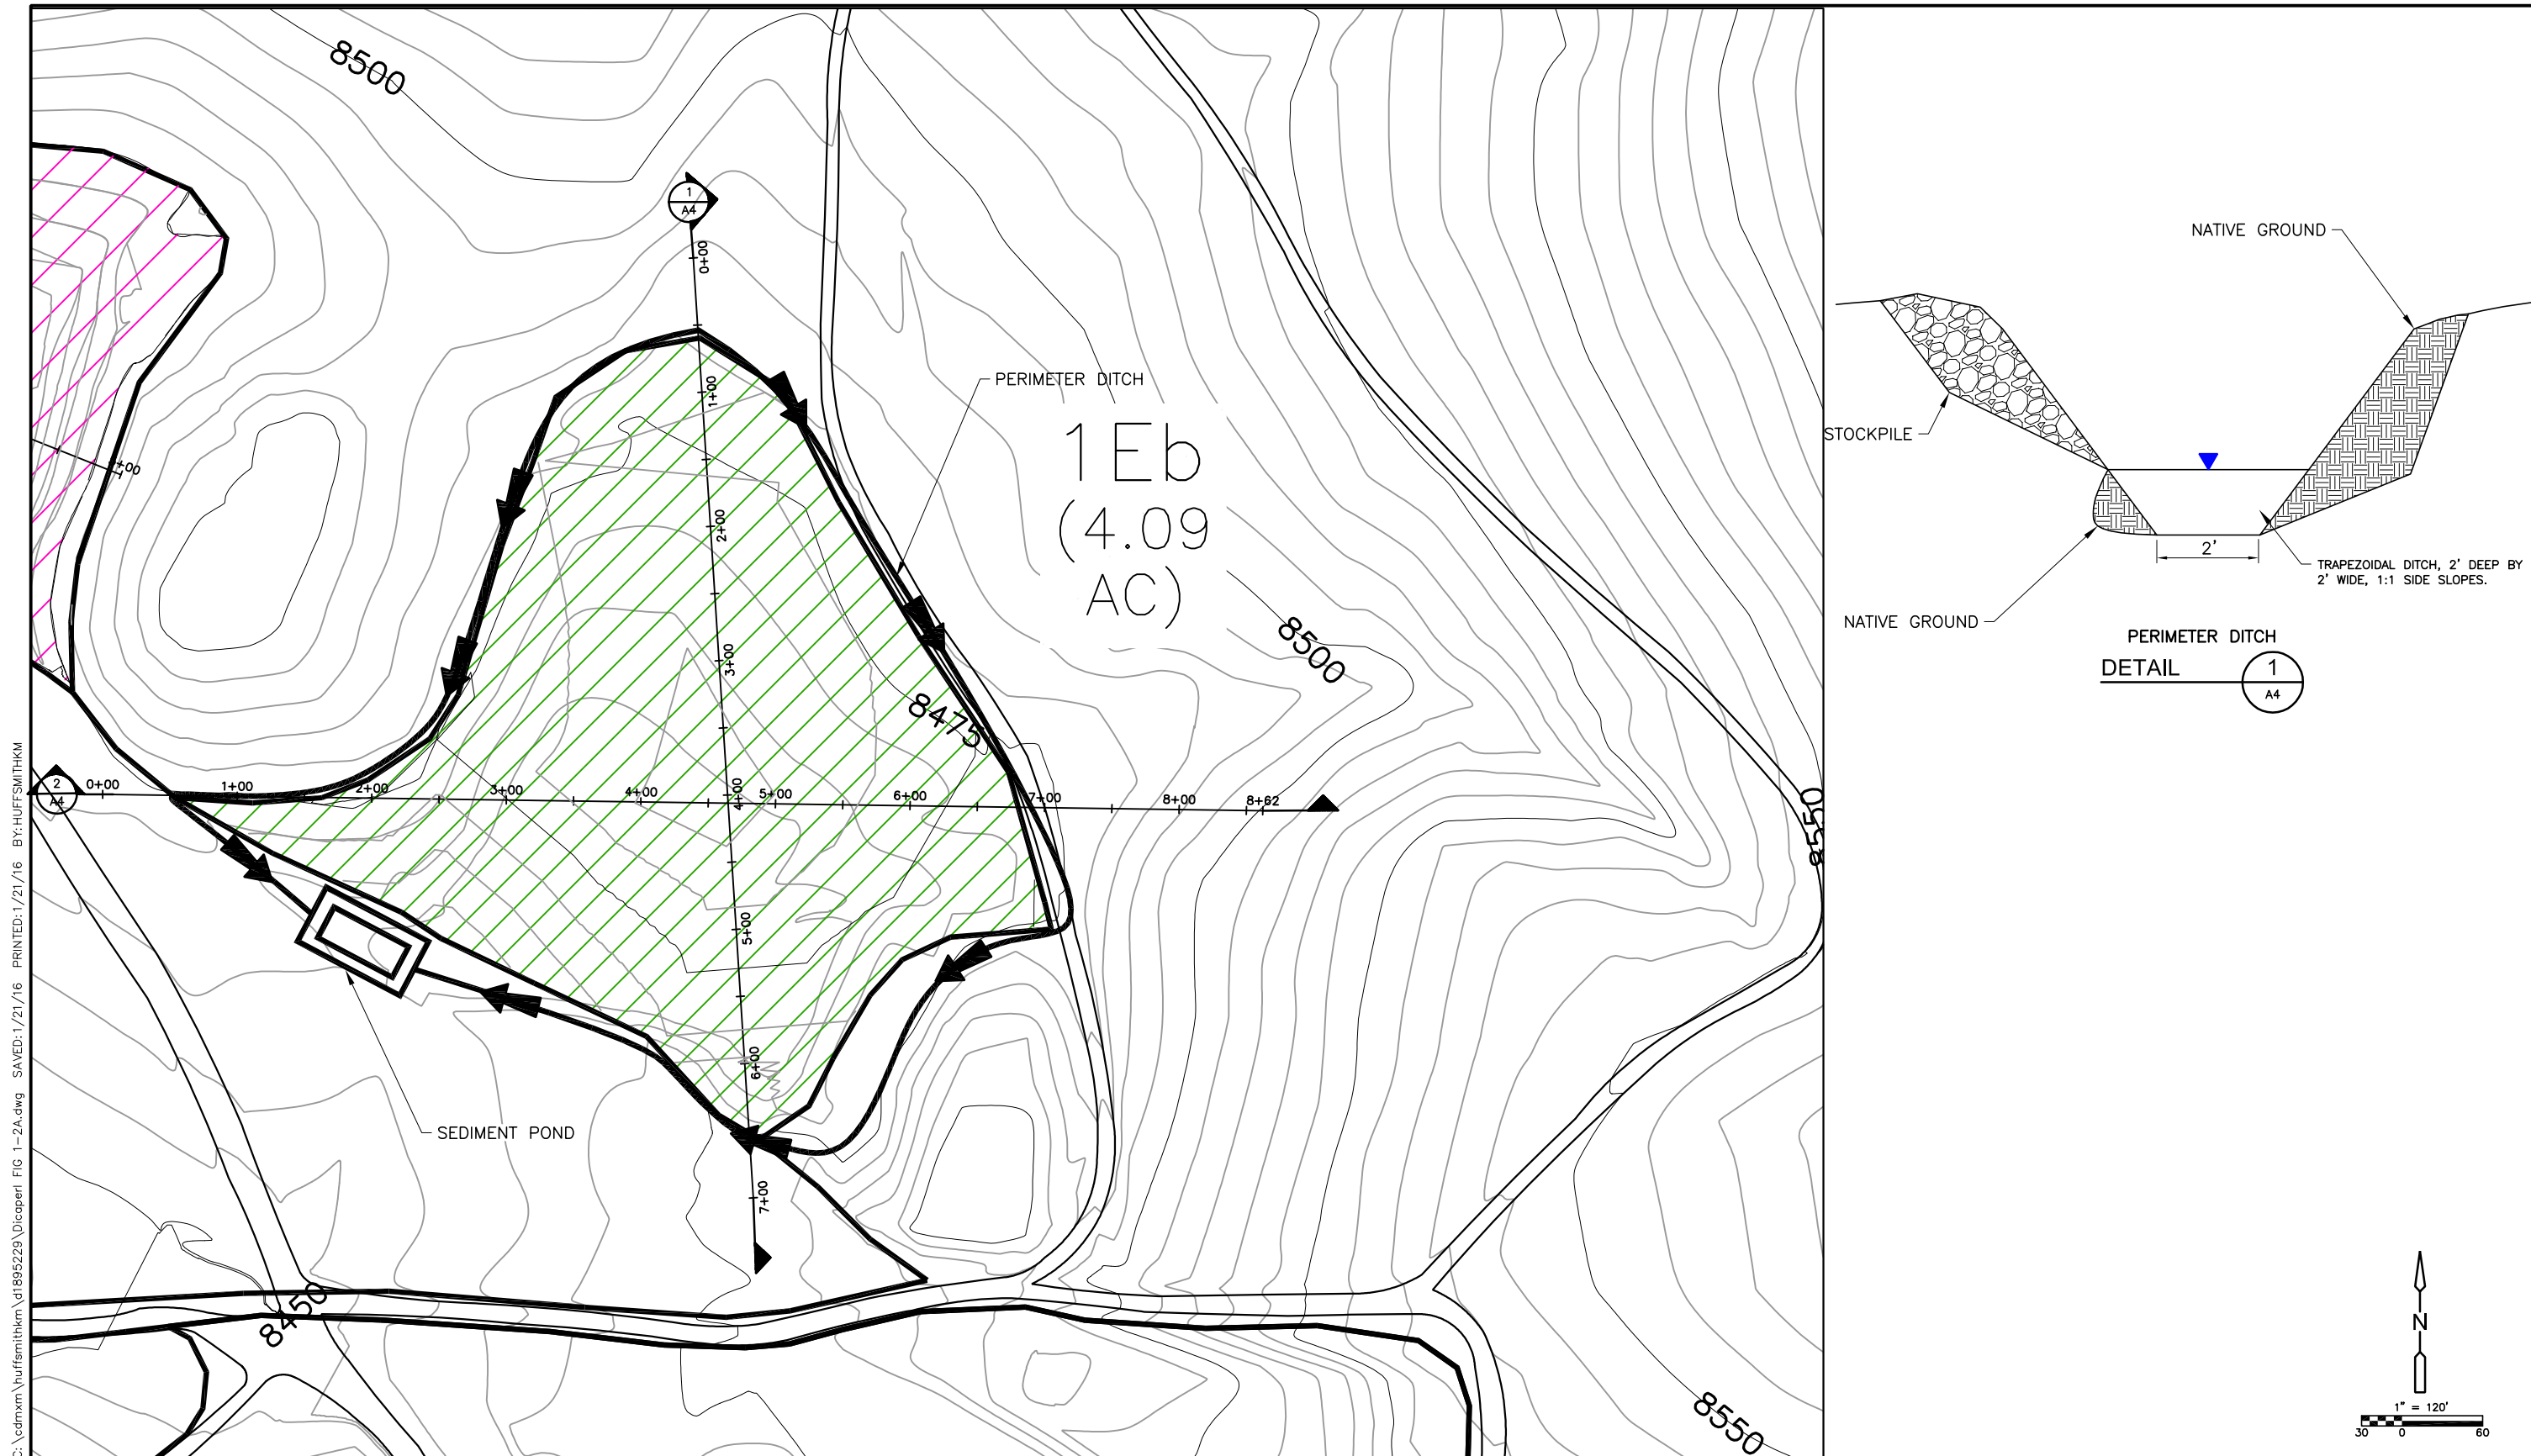 8500
1
A4
0+00
1+00
2+00
3+00
4+00
5+00
6+00
7+00
PERIMETER DITCH
1Eb
(4.09
AC)
8500
8475
2
A4
0+00
1+00
2+00
3+00
4+00
5+00
6+00
7+00
8+00
8+62
8550
SEDIMENT POND
8450
8550
NATIVE GROUND
STOCKPILE
2'
TRAPEZOIDAL DITCH, 2' DEEP BY
2' WIDE, 1:1 SIDE SLOPES.
NATIVE GROUND
PERIMETER DITCH
DETAIL
1
A4
N
1" = 120'
30 0 60
C:\cdmxm\huffsmithkm\d1895229\Dicaperl FIG 1-2A.dwg SAVED:1/21/16 PRINTED:1/21/16 BY:HUFFSMITHKM